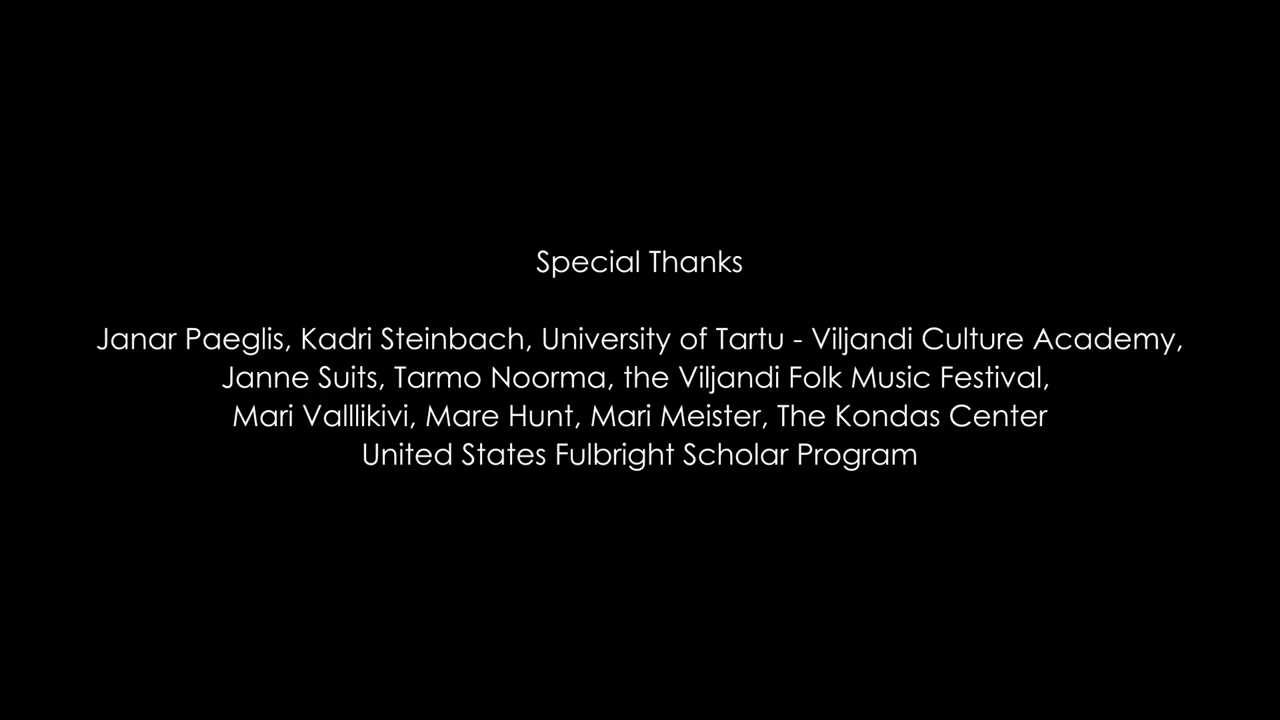 Special Thanks
Janar Paeglis, Kadri Steinbach, University of Tartu - Viljandi Culture Academy,
Janne Suits, Tarmo Noorma, the Viljandi Folk Music Festival,
Mari Valllikivi, Mare Hunt, Mari Meister, The Kondas Center
United States Fulbright Scholar Program